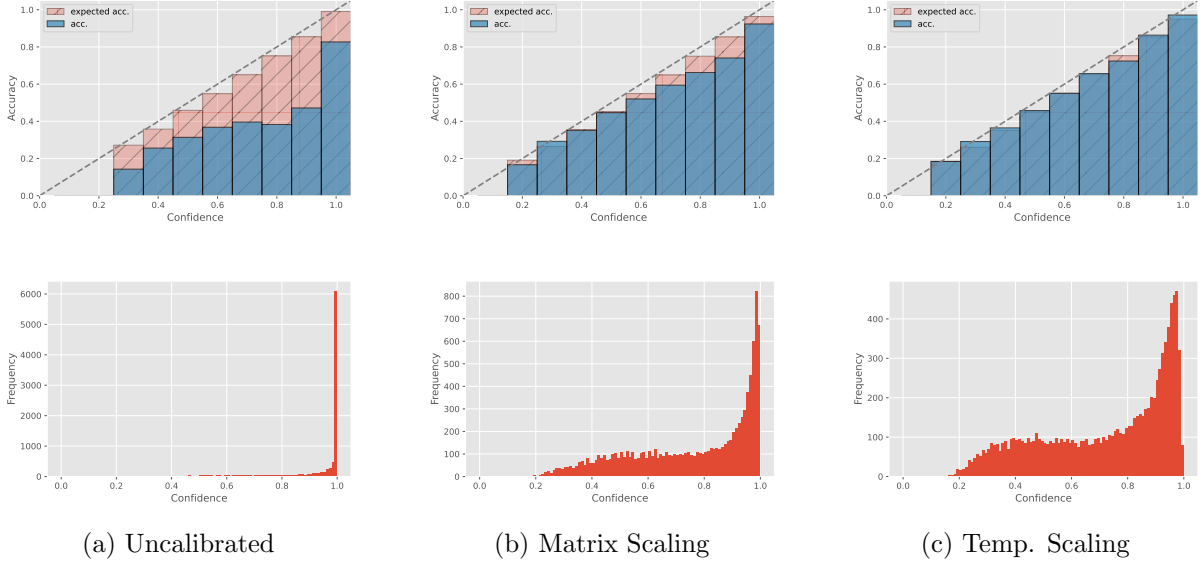 expected acc.
acc.
Accuracy
1.0
0.8
0.6
0.4
0.2
0.0
0.0 0.2 0.4 0.6 0.8 1.0
Confidence
expected acc.
acc.
Accuracy
1.0
0.8
0.6
0.4
0.2
0.0
0.0 0.2 0.4 0.6 0.8 1.0
Confidence
expected acc.
acc.
Accuracy
1.0
0.8
0.6
0.4
0.2
0.0
0.0 0.2 0.4 0.6 0.8 1.0
Confidence
Frequency
6000
5000
4000
3000
2000
1000
0
0.0 0.2 0.4 0.6 0.8 1.0
Confidence
Frequency
800
700
600
500
400
300
200
100
0
0.0 0.2 0.4 0.6 0.8 1.0
Confidence
Frequency
400
300
200
100
0
0.0 0.2 0.4 0.6 0.8 1.0
Confidence
(a) Uncalibrated
(b) Matrix Scaling
(c) Temp. Scaling